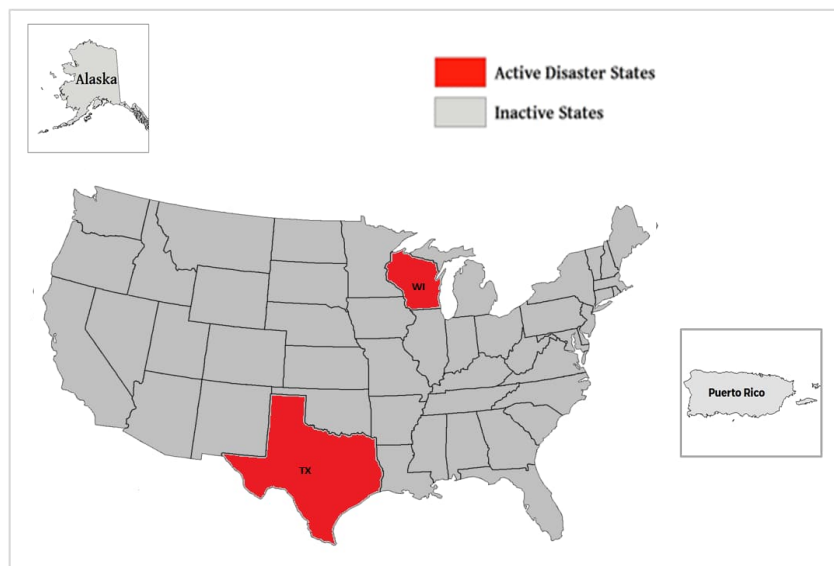 Alaska
Active Disaster States
Inactive States
WI
Puerto Rico
TX